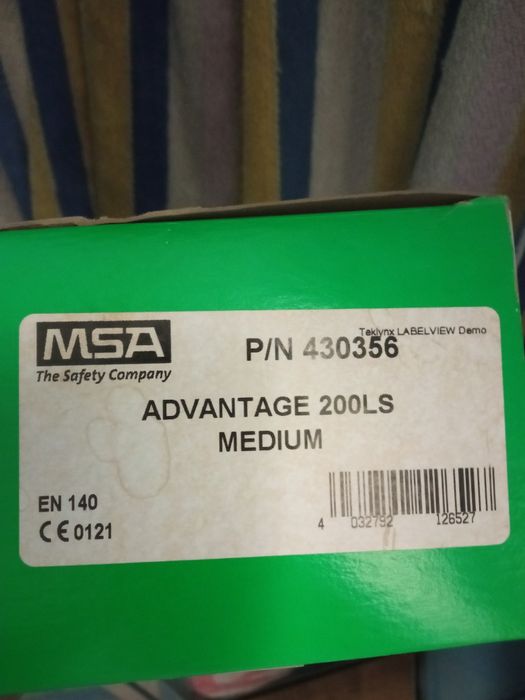 MSA
The Safety Company
Teklynx LABELVIEW Demo
P/N 430356
ADVANTAGE 200LS
MEDIUM
EN 140
CE 0121
4 032792 126527